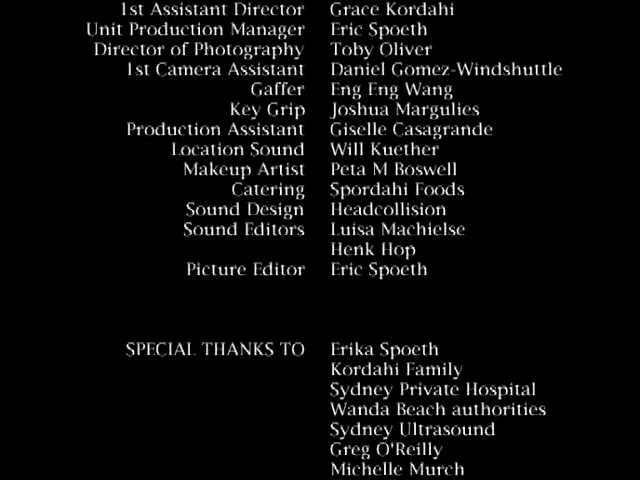 1st Assistant Director Grace Kordahi
Unit Production Manager Eric Spoeth
Director of Photography Toby Oliver
1st Camera Assistant Daniel Gomez-Windshuttle
Gaffer Eng Eng Wang
Key Grip Joshua Margulies
Production Assistant Giselle Casagrande
Location Sound Will Kuether
Makeup Artist Peta M Boswell
Catering Spordahi Foods
Sound Design Headcollision
Sound Editors Luisa Machielse
Henk Hop
Picture Editor Eric Spoeth
SPECIAL THANKS TO Erika Spoeth
Kordahi Family
Sydney Private Hospital
Wanda Beach authorities
Sydney Ultrasound
Greg O'Reilly
Michelle Murch